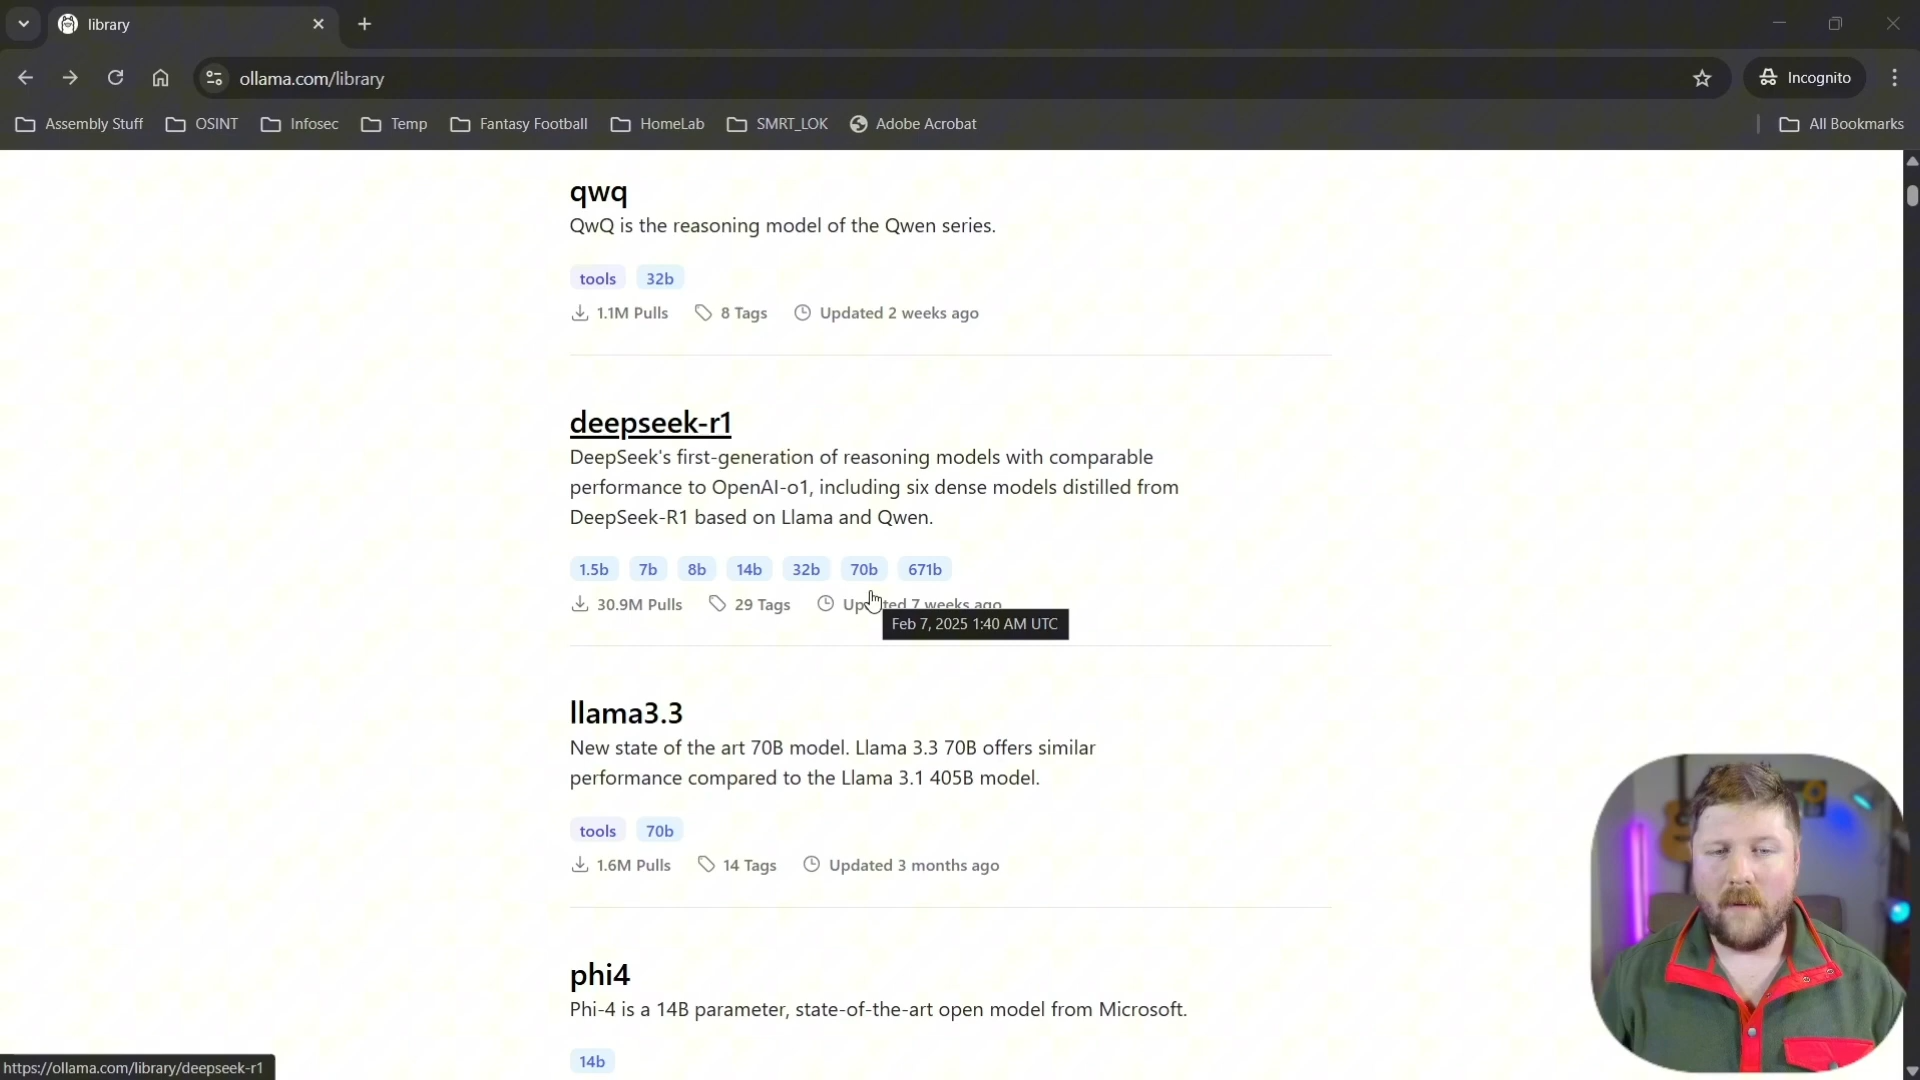 library
ollama.com/library
Incognito
Assembly Stuff
OSINT
Infosec
Temp
Fantasy Football
HomeLab
SMRT_LOK
Adobe Acrobat
All Bookmarks
qwq
QwQ is the reasoning model of the Qwen series.
tools 32b
1.1M Pulls 8 Tags Updated 2 weeks ago
deepseek-r1
DeepSeek's first-generation of reasoning models with comparable
performance to OpenAI-o1, including six dense models distilled from
DeepSeek-R1 based on Llama and Qwen.
1.5b 7b 8b 14b 32b 70b 671b
30.9M Pulls 29 Tags Updated 7 weeks ago
Feb 7, 2025 1:40 AM UTC
llama3.3
New state of the art 70B model. Llama 3.3 70B offers similar
performance compared to the Llama 3.1 405B model.
tools 70b
1.6M Pulls 14 Tags Updated 3 months ago
phi4
Phi-4 is a 14B parameter, state-of-the-art open model from Microsoft.
14b
https://ollama.com/library/deepseek-r1